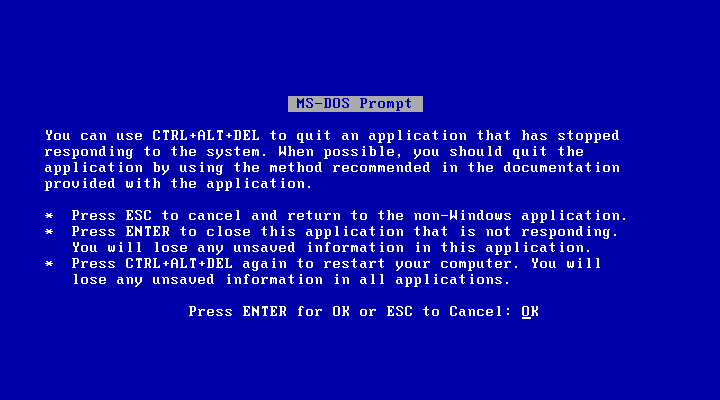 MS-DOS Prompt
You can use CTRL+ALT+DEL to quit an application that has stopped
responding to the system. When possible, you should quit the
application by using the method recommended in the documentation
provided with the application.
* Press ESC to cancel and return to the non-Windows application.
* Press ENTER to close this application that is not responding.
You will lose any unsaved information in this application.
* Press CTRL+ALT+DEL again to restart your computer. You will
lose any unsaved information in all applications.
Press ENTER for OK or ESC to Cancel: OK